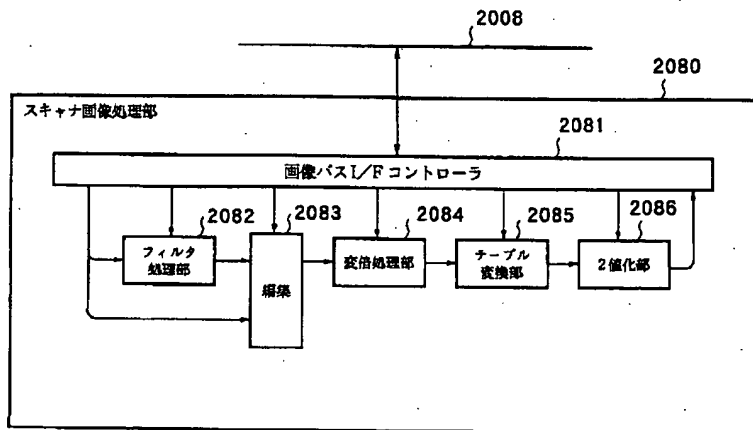 2008
2080
スキャナ画像処理部
2081
画像バスI/Fコントローラ
2082
2083
2084
2085
2086
フィルタ
処理部
編集
変倍処理部
テーブル
変換部
2値化部